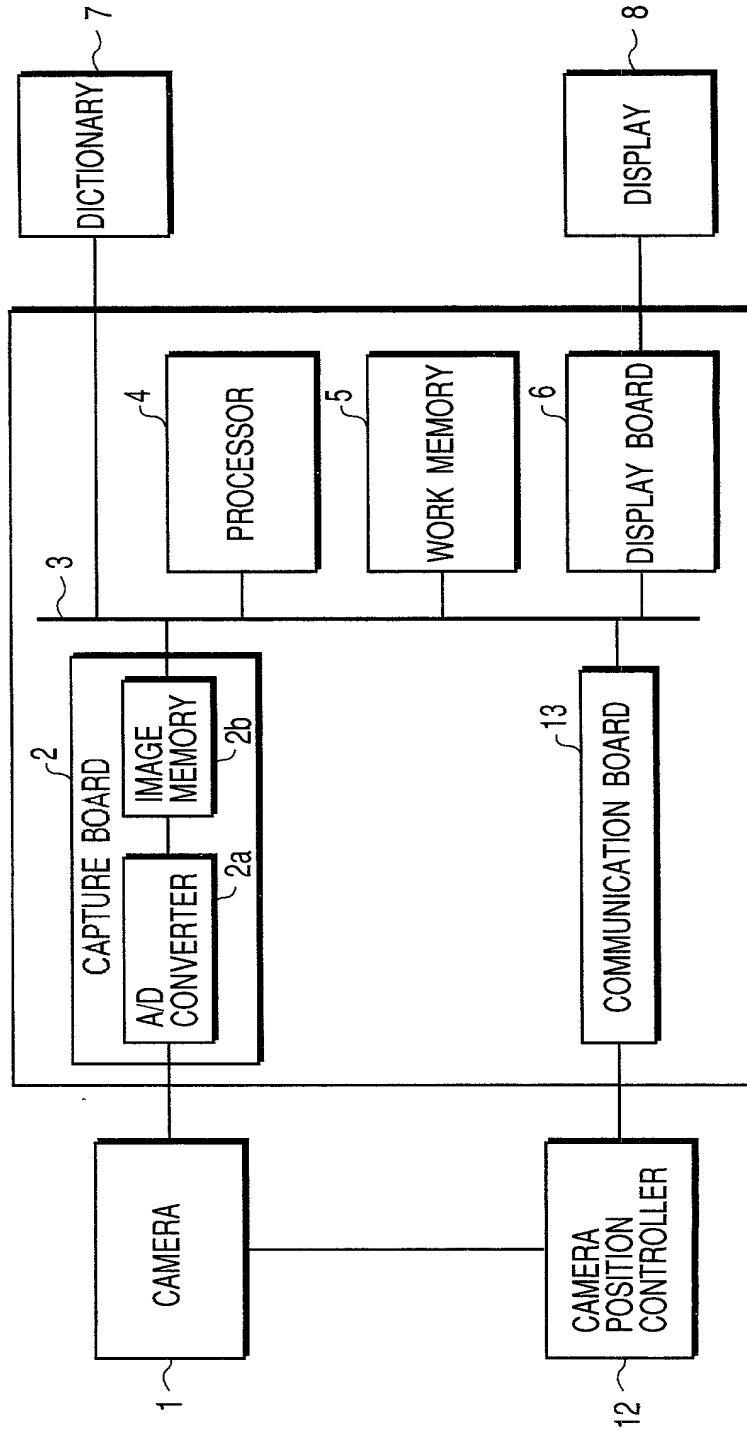 1
CAMERA
2
CAPTURE BOARD
A/D
CONVERTER
2a
IMAGE
MEMORY
2b
3
4
PROCESSOR
5
WORK MEMORY
6
DISPLAY BOARD
7
DICTIONARY
8
DISPLAY
12
CAMERA
POSITION
CONTROLLER
13
COMMUNICATION BOARD